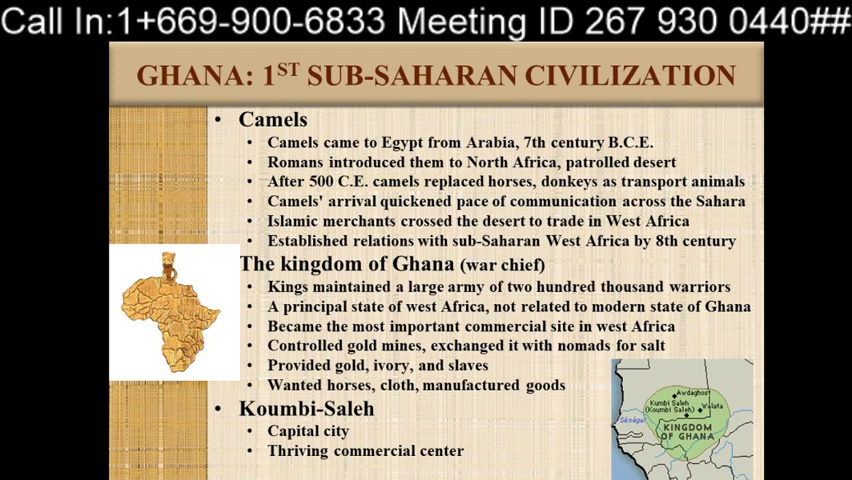 Call In:1+669-900-6833 Meeting ID 267 930 0440##
GHANA: 1ST SUB-SAHARAN CIVILIZATION
• Camels
• Camels came to Egypt from Arabia, 7th century B.C.E.
• Romans introduced them to North Africa, patrolled desert
• After 500 C.E. camels replaced horses, donkeys as transport animals
• Camels' arrival quickened pace of communication across the Sahara
• Islamic merchants crossed the desert to trade in West Africa
• Established relations with sub-Saharan West Africa by 8th century
The kingdom of Ghana (war chief)
• Kings maintained a large army of two hundred thousand warriors
• A principal state of west Africa, not related to modern state of Ghana
• Became the most important commercial site in west Africa
• Controlled gold mines, exchanged it with nomads for salt
• Provided gold, ivory, and slaves
• Wanted horses, cloth, manufactured goods
• Koumbi-Saleh
• Capital city
• Thriving commercial center
Awdaghost
Kumbi Saleh
(Koumbi Saleh)
Walata
Sénégal
KINGDOM
OF GHANA